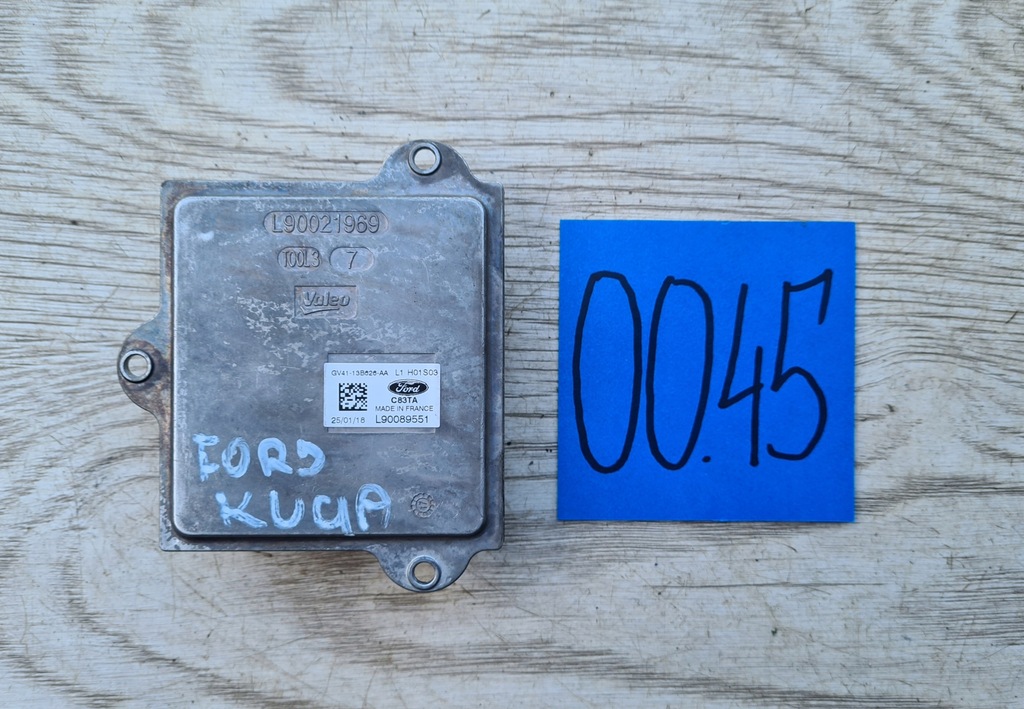 L90021969
TOOL3 7
Valeo
GV41-13B626-AA L1 H01S03
Ford
C83TA
MADE IN FRANCE
25/01/18 L90089551
FORD
KUGA
00.45